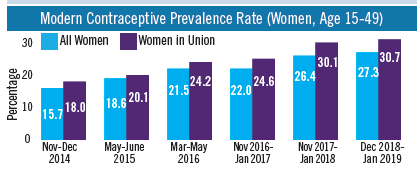 Modern Contraceptive Prevalence Rate (Women, Age 15–49)
All Women
Women in Union
Percentage
30
20
10
0
15.7
18.0
18.6
20.1
21.5
24.2
22.0
24.6
26.4
30.1
27.3
30.7
Nov-Dec
2014
May-June
2015
Mar-May
2016
Nov 2016-
Jan 2017
Nov 2017-
Jan 2018
Dec 2018-
Jan 2019